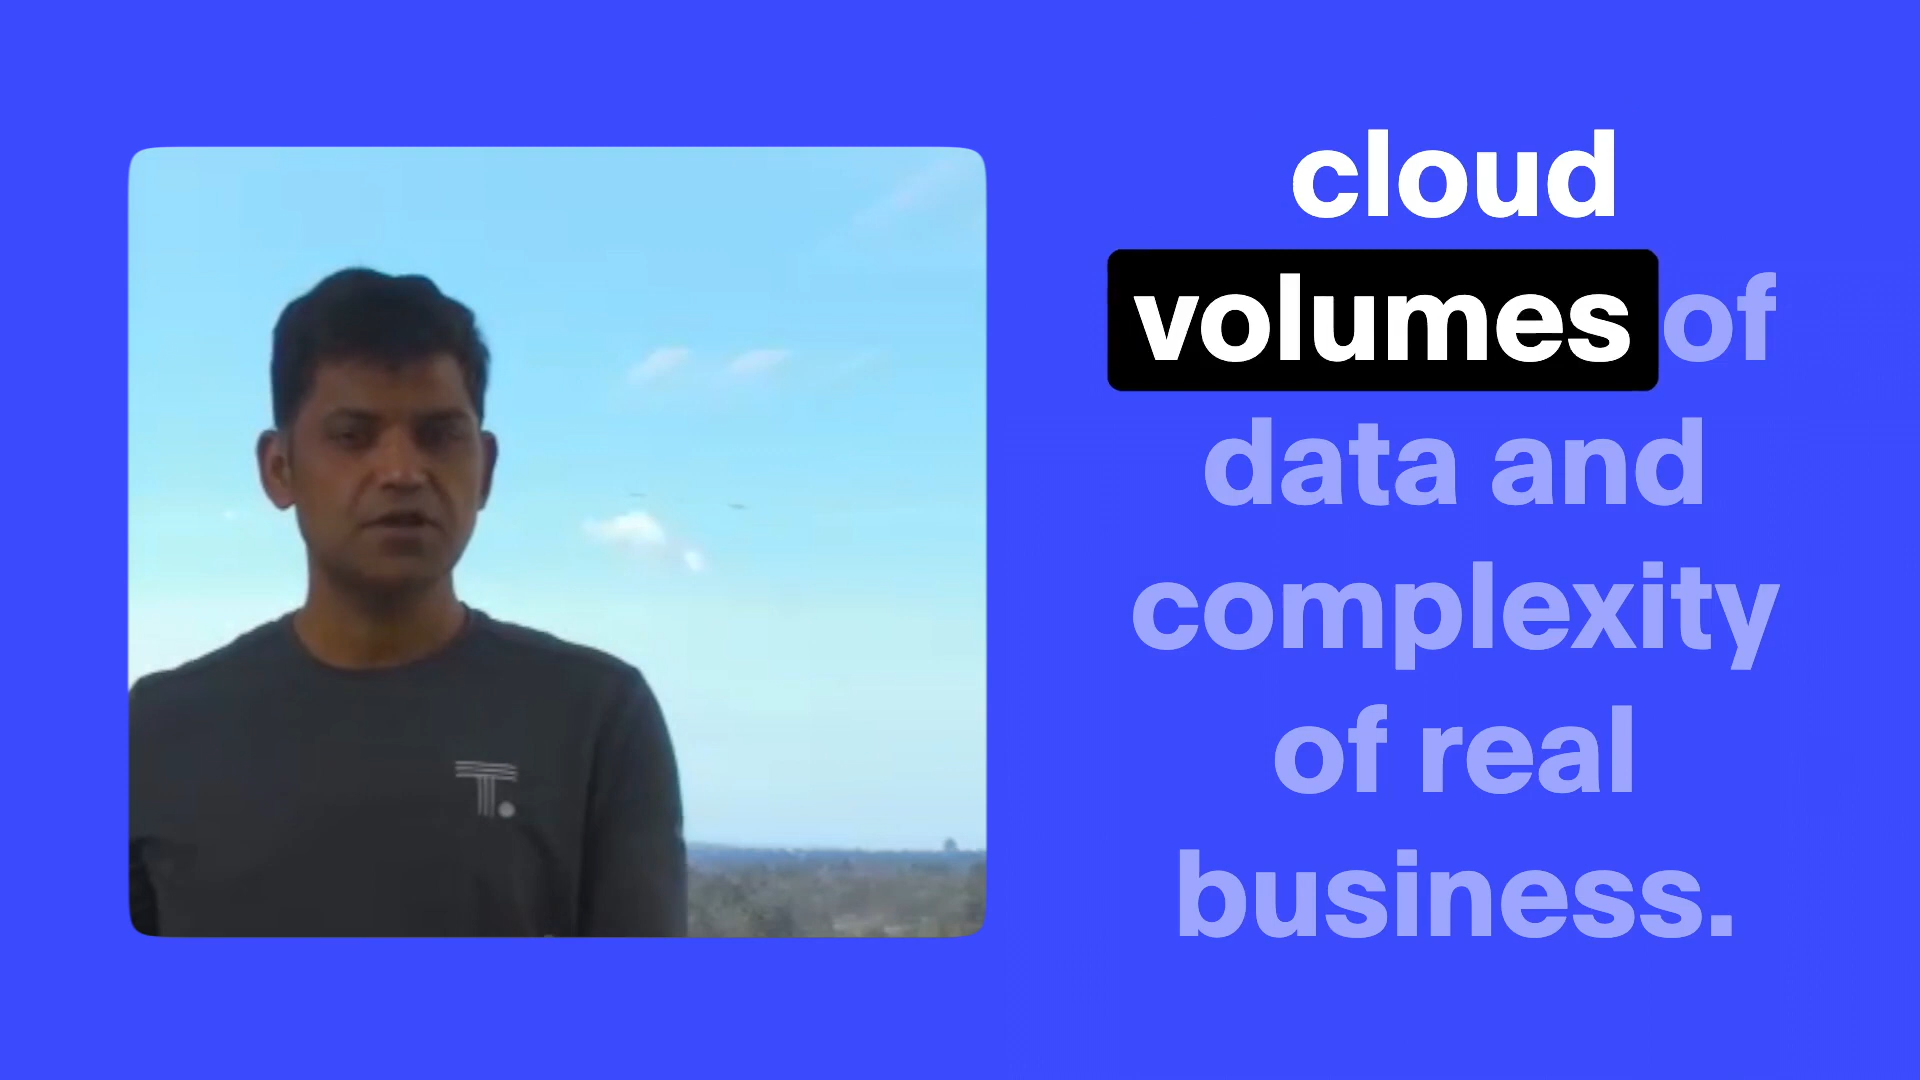 cloud
volumes of
data and
complexity
of real
business.
T.